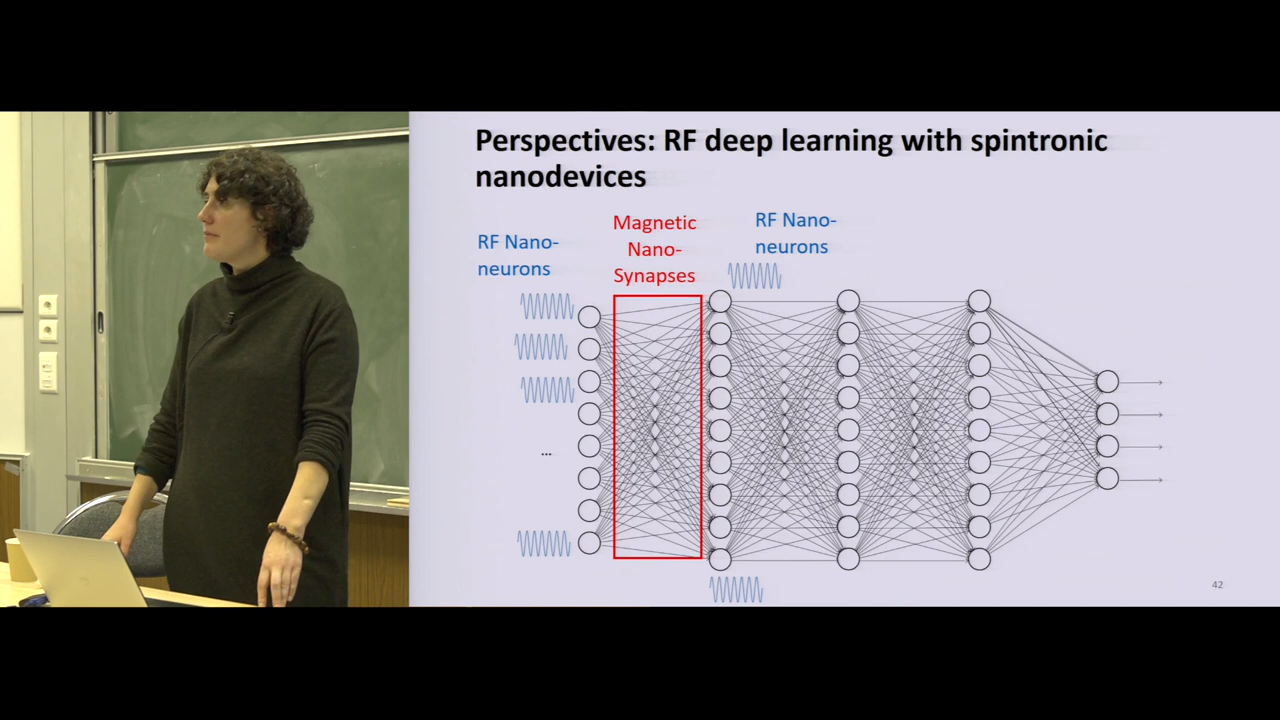 Perspectives: RF deep learning with spintronic
nanodevices
RF Nano-
neurons
Magnetic
Nano-
Synapses
RF Nano-
neurons
...
42